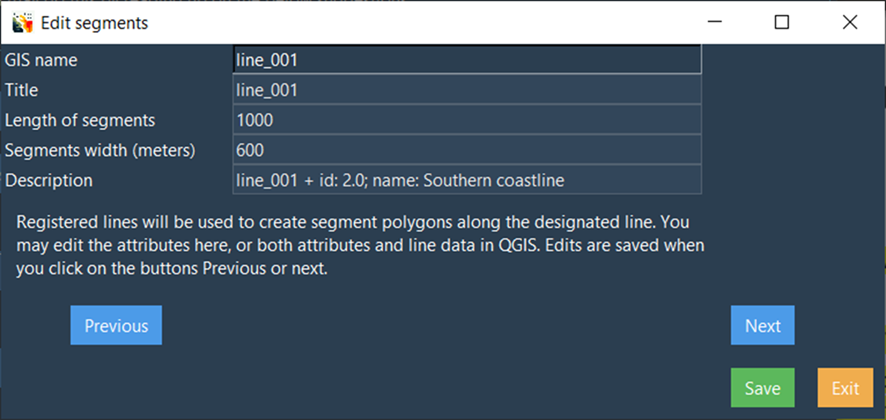 Edit segments
GIS name line_001
Title line_001
Length of segments 1000
Segments width (meters) 600
Description line_001 + id: 2.0; name: Southern coastline
Registered lines will be used to create segment polygons along the designated line. You
may edit the attributes here, or both attributes and line data in QGIS. Edits are saved when
you click on the buttons Previous or next.
Previous Next
Save Exit